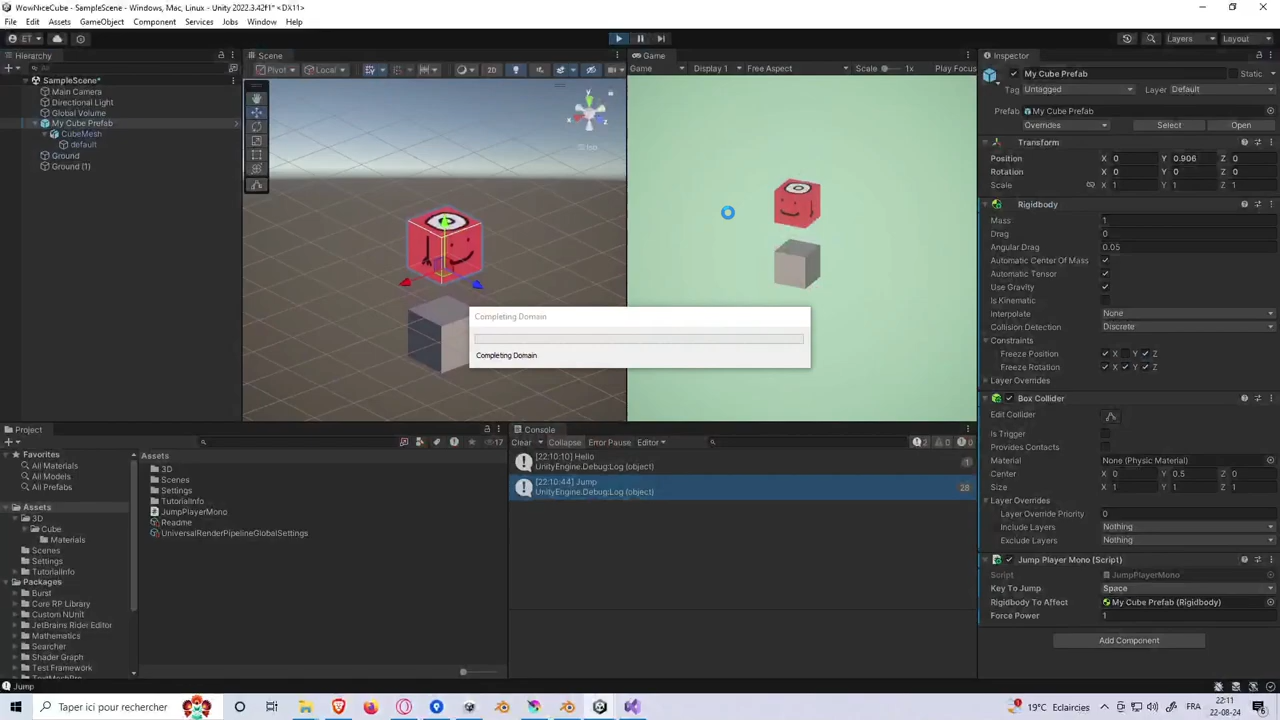 WowNiceCube - SampleScene - Windows, Mac, Linux - Unity 2022.3.42f1* <DX11>
File Edit Assets GameObject Component Services Jobs Window Help
ET Layers Layout
Hierarchy
All
SampleScene*
Main Camera
Directional Light
Global Volume
My Cube Prefab
CubeMesh
default
Ground
Ground (1)
Scene
Pivot Local 2D
y
x
z
Iso
Game
Game Display 1 Free Aspect Scale 1x Play Focus
Completing Domain
Completing Domain
Inspector
My Cube Prefab Static
Tag Untagged Layer Default
Prefab My Cube Prefab
Overrides Select Open
Transform
Position X 0 Y 0.906 Z 0
Rotation X 0 Y 0 Z 0
Scale X 1 Y 1 Z 1
Rigidbody
Mass 1
Drag 0
Angular Drag 0.05
Automatic Center Of Mass
Automatic Tensor
Use Gravity
Is Kinematic
Interpolate None
Collision Detection Discrete
Constraints
Freeze Position X Y Z
Freeze Rotation X Y Z
Layer Overrides
Box Collider
Edit Collider
Is Trigger
Provides Contacts
Material None (Physic Material)
Center X 0 Y 0.5 Z 0
Size X 1 Y 1 Z 1
Layer Overrides
Layer Override Priority 0
Include Layers Nothing
Exclude Layers Nothing
Jump Player Mono (Script)
Script JumpPlayerMono
Key To Jump Space
Rigidbody To Affect My Cube Prefab (Rigidbody)
Force Power 1
Add Component
Project
17
Favorites
All Materials
All Models
All Prefabs
Assets
3D
Cube
Materials
Scenes
Settings
TutorialInfo
Packages
Burst
Core RP Library
Custom NUnit
JetBrains Rider Editor
Mathematics
Searcher
Shader Graph
Test Framework
Assets
3D
Scenes
Settings
TutorialInfo
JumpPlayerMono
Readme
UniversalRenderPipelineGlobalSettings
Console
Clear Collapse Error Pause Editor 2 0 0
[22:10:10] Hello
UnityEngine.Debug:Log (object)
1
[22:10:44] Jump
UnityEngine.Debug:Log (object)
28
Jump
Taper ici pour rechercher
19°C Éclaircies FRA 22:11
22-08-24